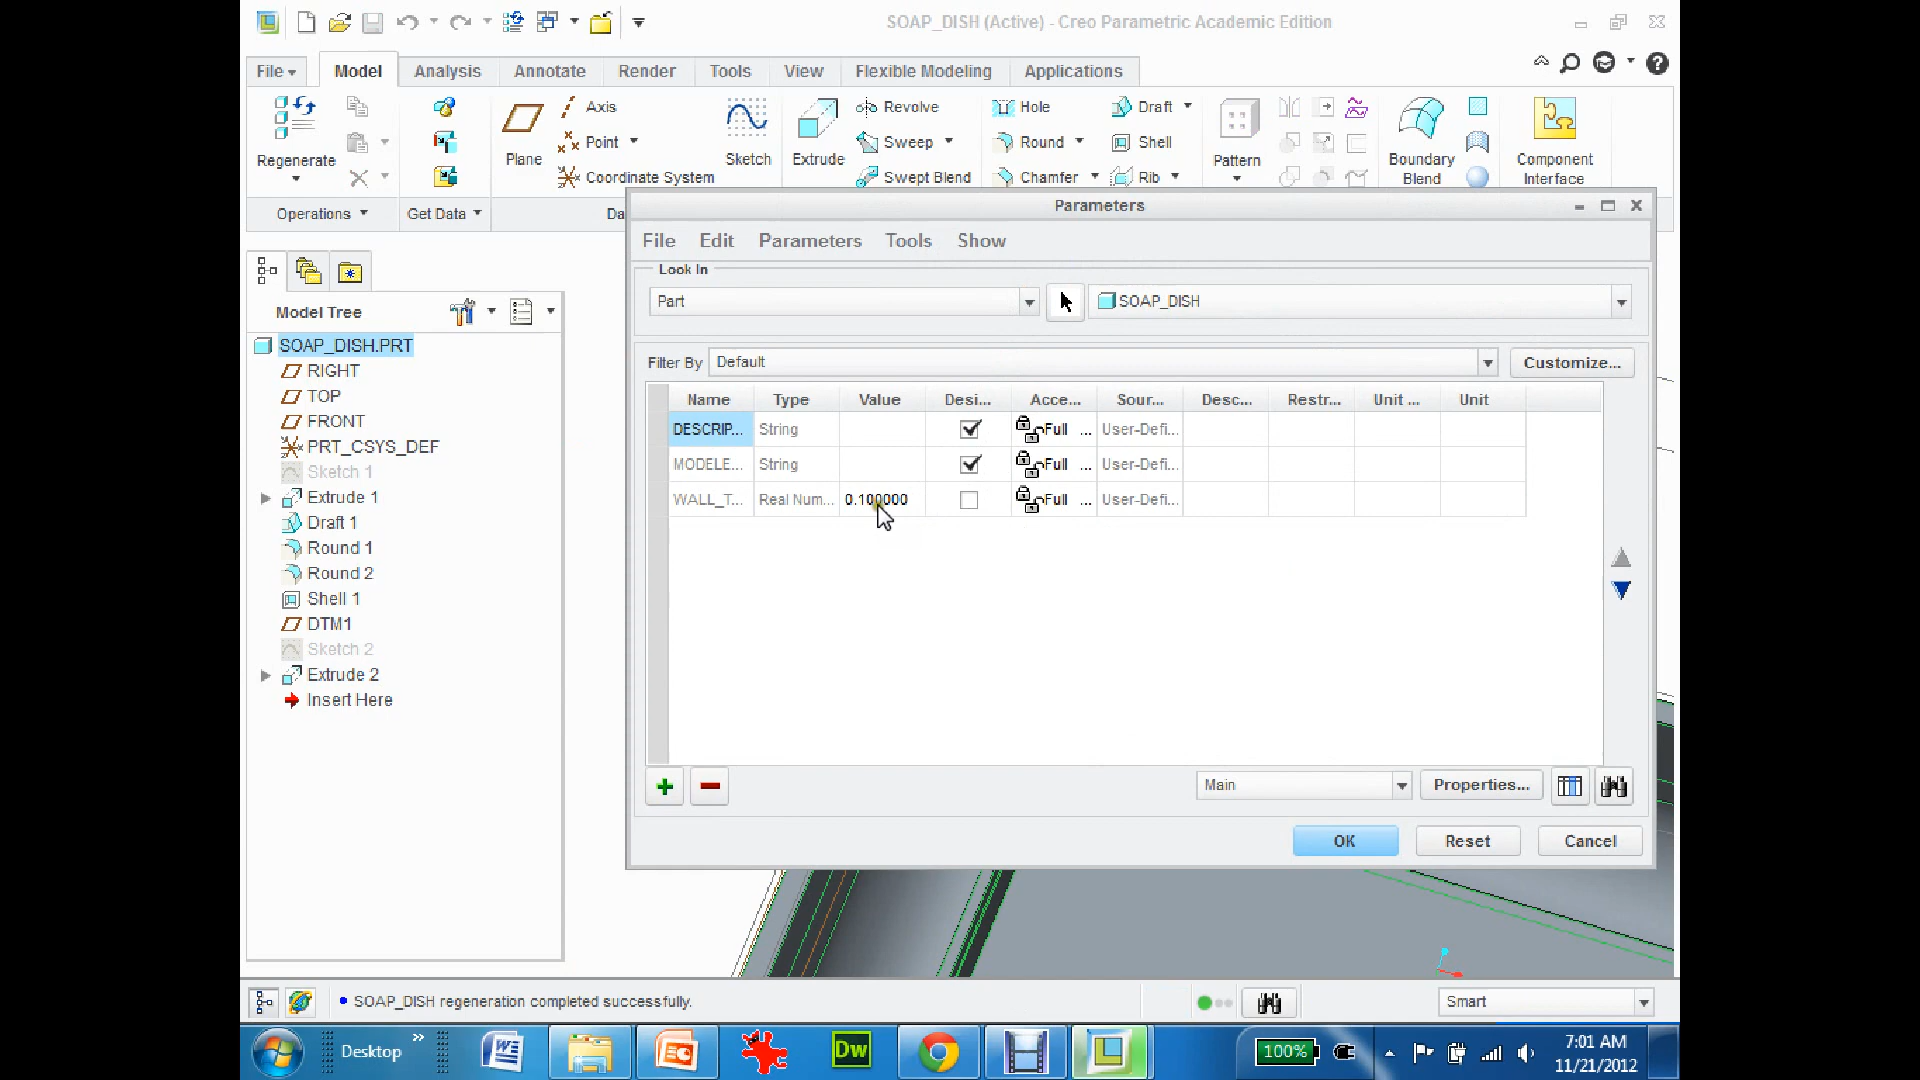 SOAP_DISH (Active) - Creo Parametric Academic Edition
File Model Analysis Annotate Render Tools View Flexible Modeling Applications
Regenerate
Plane
Axis
Point
Coordinate System
Sketch
Extrude
Revolve
Sweep
Swept Blend
Hole
Round
Chamfer
Draft
Shell
Rib
Pattern
Boundary
Blend
Component
Interface
Operations Get Data Da
Parameters
File Edit Parameters Tools Show
Look In
Part SOAP_DISH
Filter By Default Customize...
Name Type Value Desi... Acce... Sour... Desc... Restr... Unit ... Unit
DESCRIP... String Full ... User-Defi...
MODELE... String Full ... User-Defi...
WALL_T... Real Num... 0.100000 Full ... User-Defi...
Main Properties...
OK Reset Cancel
Model Tree
SOAP_DISH.PRT
RIGHT
TOP
FRONT
PRT_CSYS_DEF
Sketch 1
Extrude 1
Draft 1
Round 1
Round 2
Shell 1
DTM1
Sketch 2
Extrude 2
Insert Here
SOAP_DISH regeneration completed successfully.
Smart
Desktop
Dw
100%
7:01 AM
11/21/2012